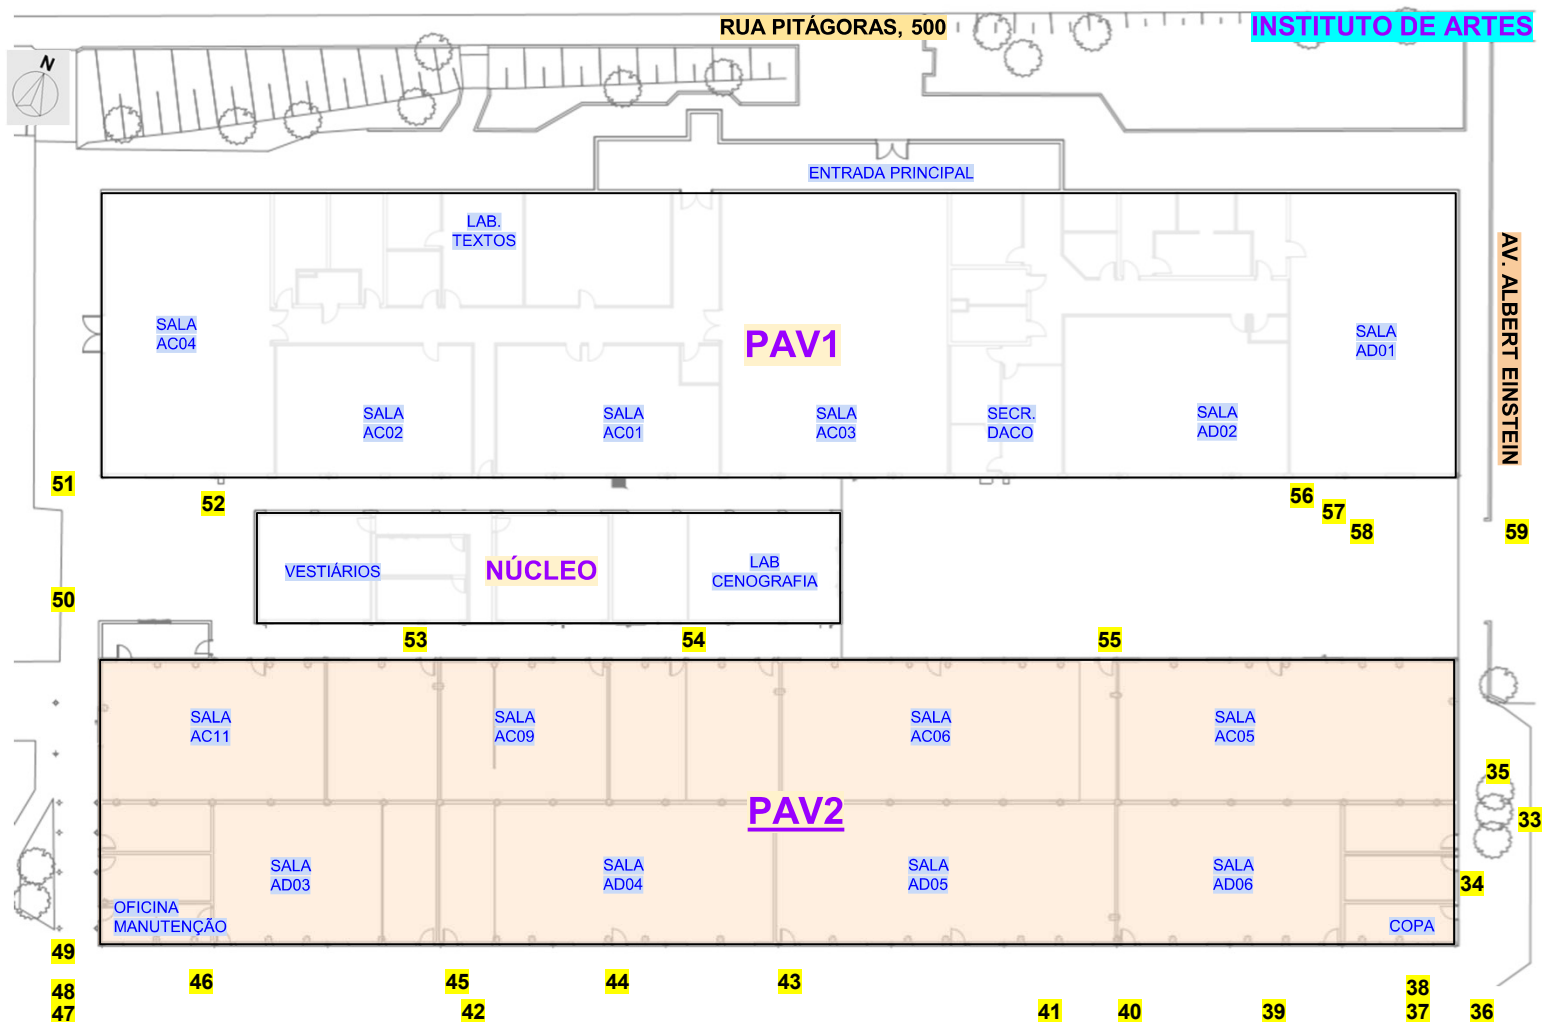 RUA PITÁGORAS, 500
INSTITUTO DE ARTES
N
ENTRADA PRINCIPAL
LAB.
TEXTOS
AV. ALBERT EINSTEIN
SALA
AC04
PAV1
SALA
AD01
SALA
AC02
SALA
AC01
SALA
AC03
SECR.
DACO
SALA
AD02
51
52
56
57
58
59
VESTIÁRIOS
NÚCLEO
LAB
CENOGRAFIA
50
53
54
55
SALA
AC11
SALA
AC09
SALA
AC06
SALA
AC05
35
33
PAV2
SALA
AD03
SALA
AD04
SALA
AD05
SALA
AD06
34
OFICINA
MANUTENÇÃO
COPA
49
46
45
44
43
48
38
47
42
41
40
39
37
36